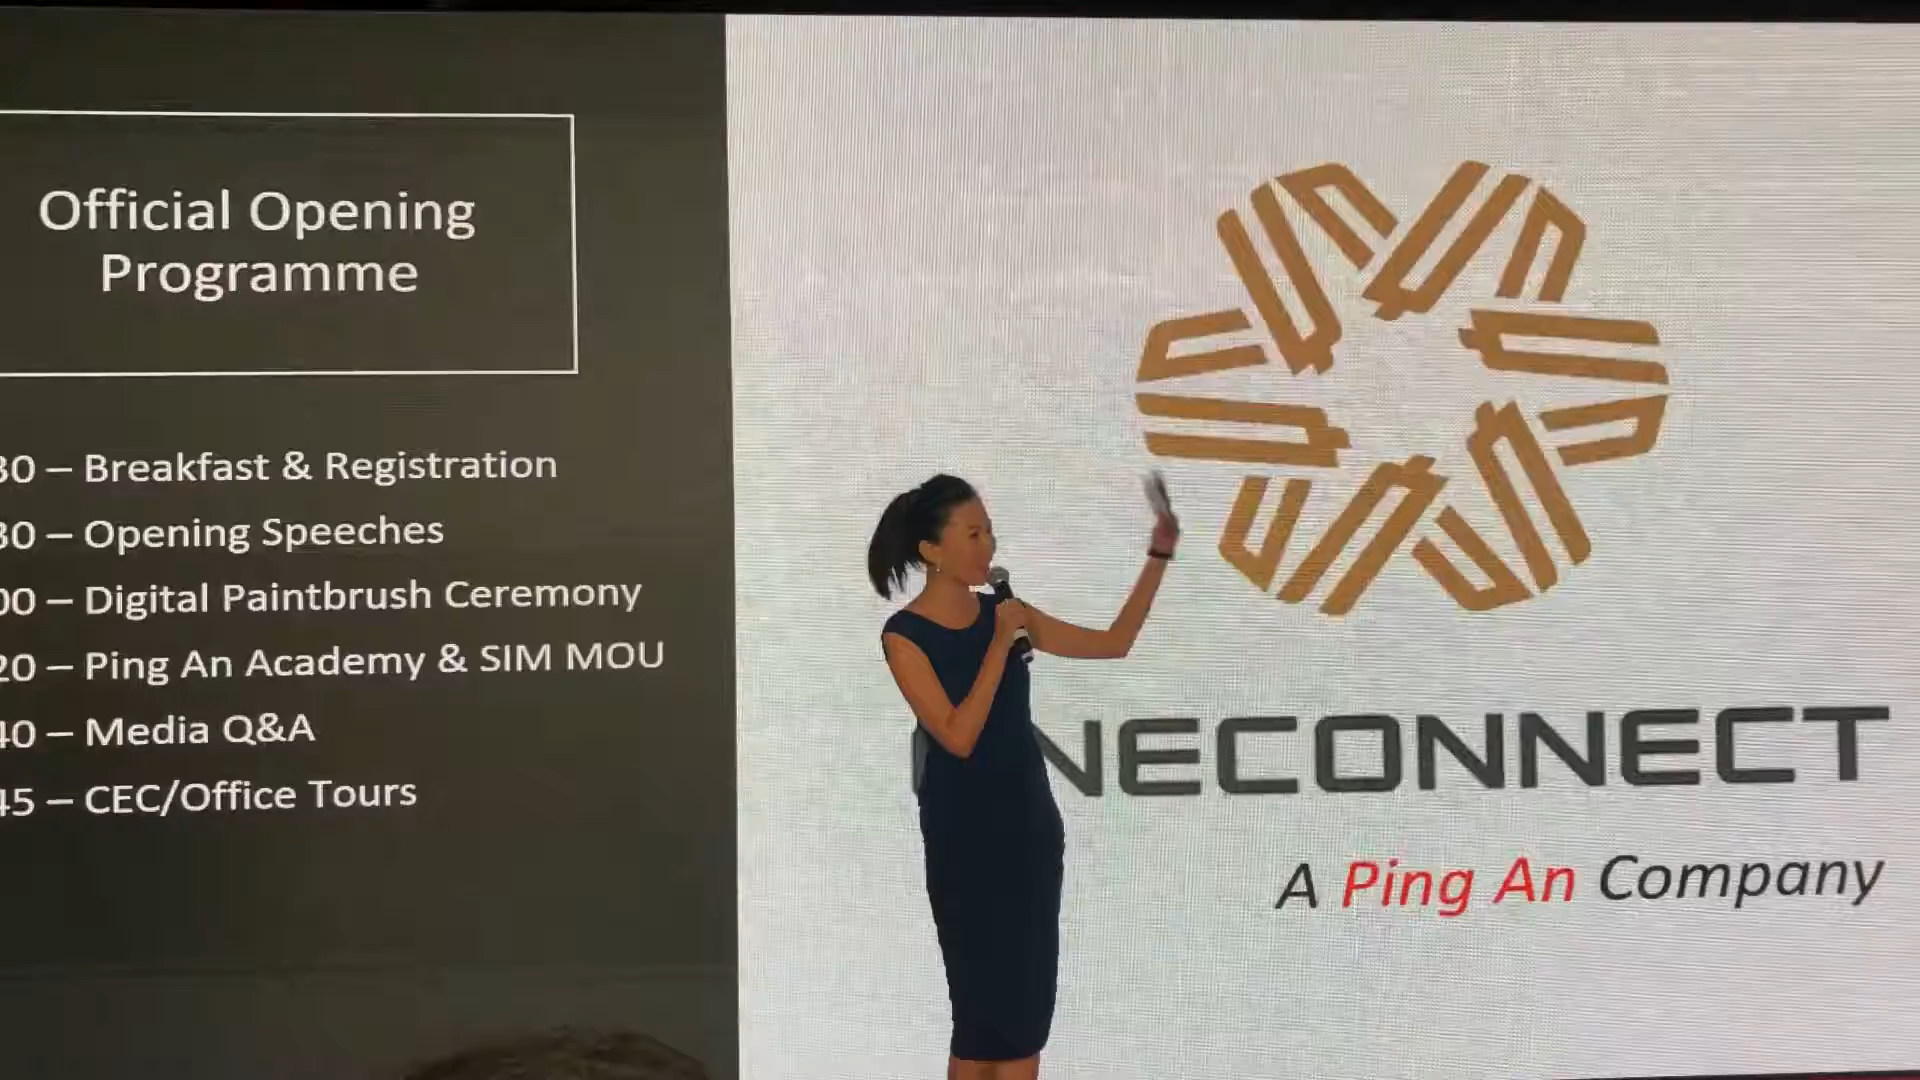 Official Opening
Programme
30 – Breakfast & Registration
30 – Opening Speeches
00 – Digital Paintbrush Ceremony
20 – Ping An Academy & SIM MOU
40 – Media Q&A
45 – CEC/Office Tours
NECONNECT
A Ping An Company